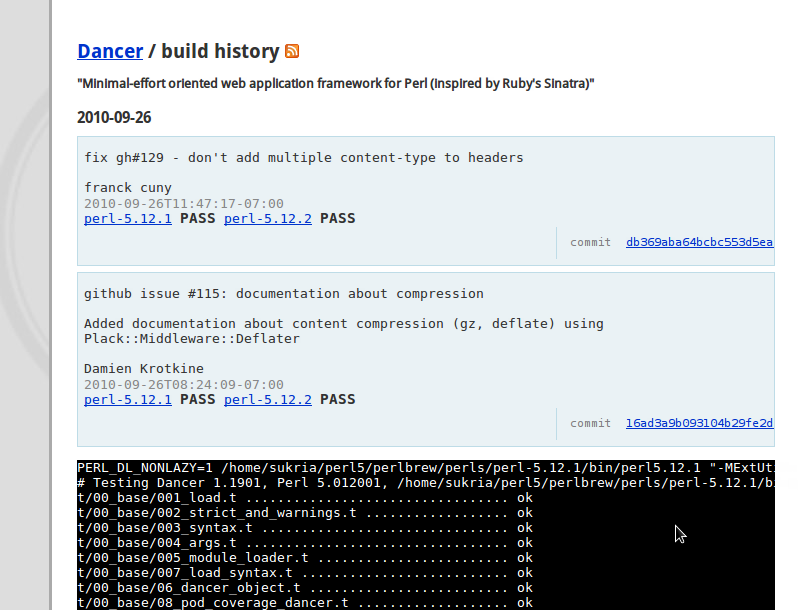 Dancer / build history
"Minimal-effort oriented web application framework for Perl (inspired by Ruby's Sinatra)"
2010-09-26
fix gh#129 - don't add multiple content-type to headers
franck cuny
2010-09-26T11:47:17-07:00
perl-5.12.1 PASS perl-5.12.2 PASS
commit db369aba64bcbc553d5ea
github issue #115: documentation about compression
Added documentation about content compression (gz, deflate) using
Plack::Middleware::Deflater
Damien Krotkine
2010-09-26T08:24:09-07:00
perl-5.12.1 PASS perl-5.12.2 PASS
commit 16ad3a9b093104b29fe2d
PERL_DL_NONLAZY=1 /home/sukria/perl5/perlbrew/perls/perl-5.12.1/bin/perl5.12.1 "-MExtUt
# Testing Dancer 1.1901, Perl 5.012001, /home/sukria/perl5/perlbrew/perls/perl-5.12.1/b
t/00_base/001_load.t ................................. ok
t/00_base/002_strict_and_warnings.t .................. ok
t/00_base/003_syntax.t ............................... ok
t/00_base/004_args.t ................................. ok
t/00_base/005_module_loader.t ........................ ok
t/00_base/007_load_syntax.t .......................... ok
t/00_base/06_dancer_object.t ......................... ok
t/00_base/08_pod_coverage_dancer.t ................... ok